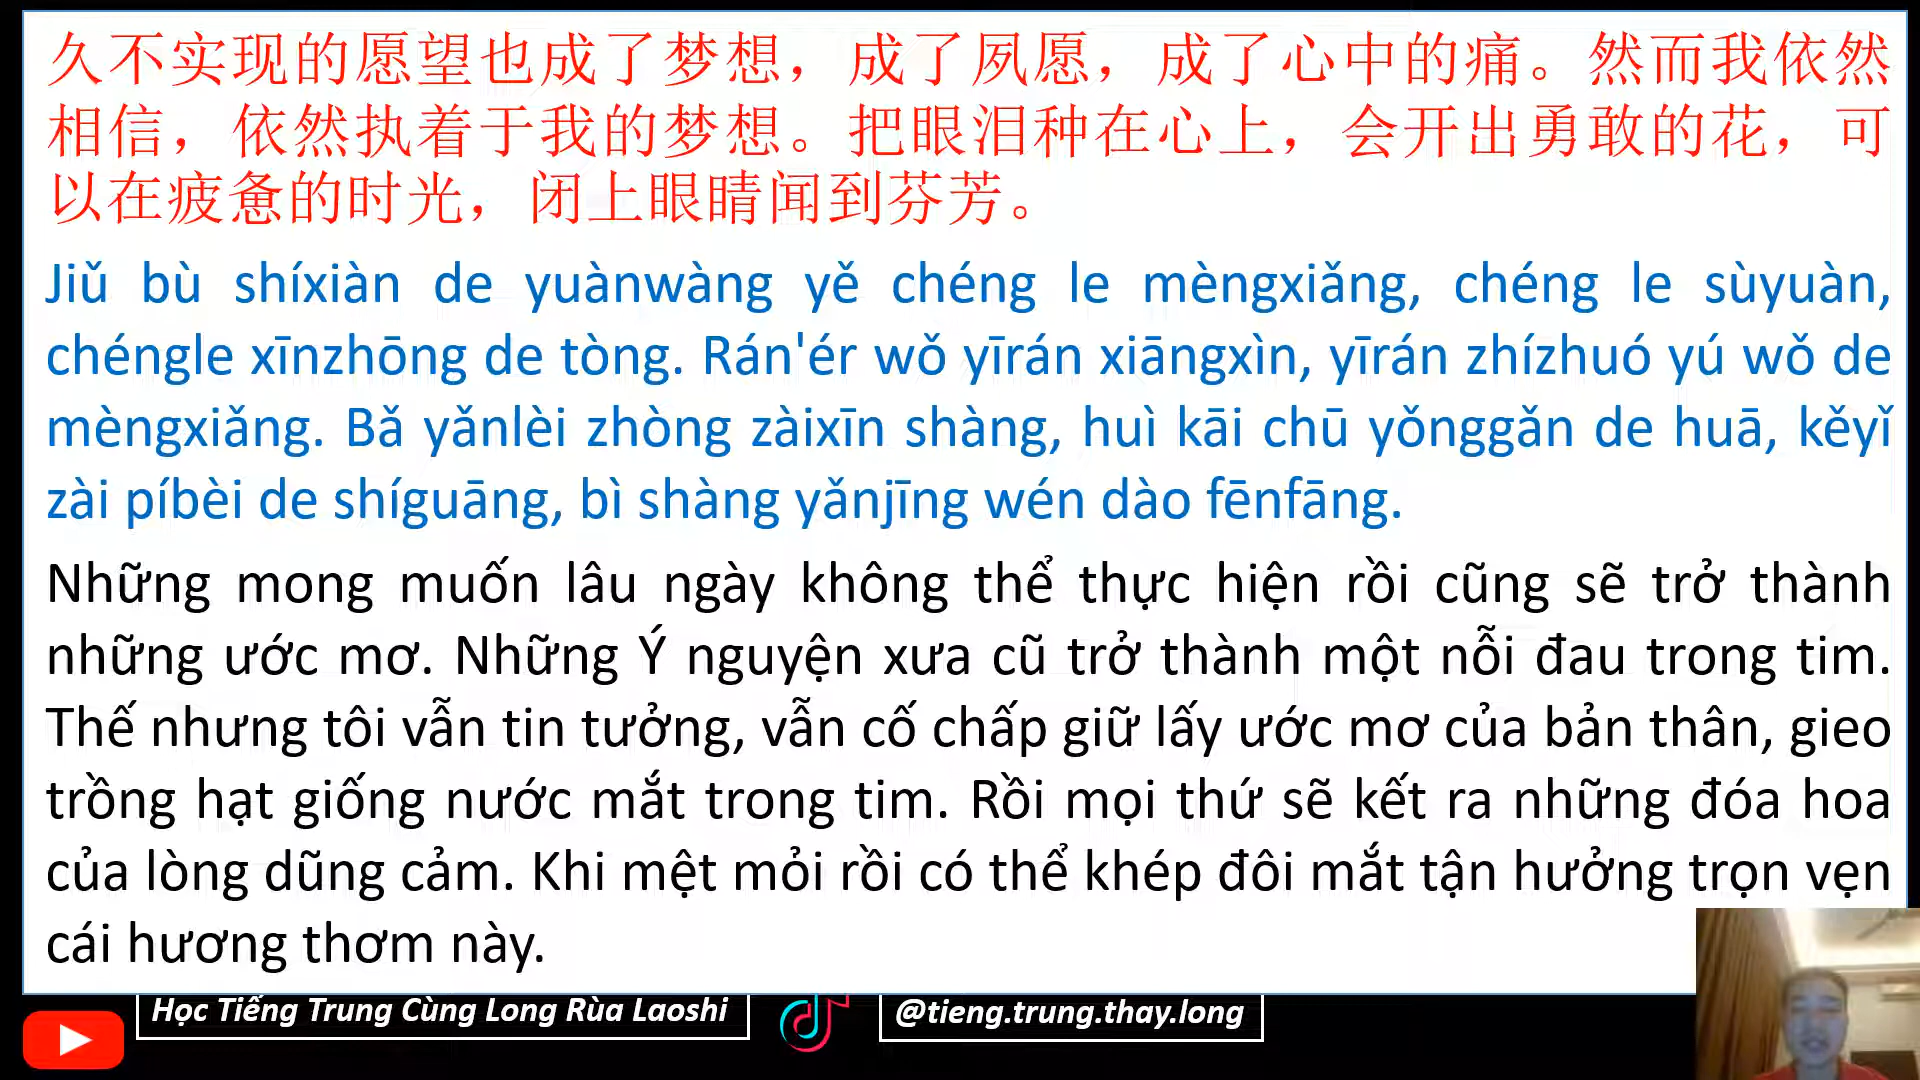 久不实现的愿望也成了梦想，成了夙愿，成了心中的痛。然而我依然
相信，依然执着于我的梦想。把眼泪种在心上，会开出勇敢的花，可
以在疲惫的时光，闭上眼睛闻到芬芳。
Jiǔ bù shíxiàn de yuànwàng yě chéng le mèngxiǎng, chéng le sùyuàn,
chéngle xīnzhōng de tòng. Rán'ér wǒ yīrán xiāngxìn, yīrán zhízhuó yú wǒ de
mèngxiǎng. Bǎ yǎnlèi zhòng zàixīn shàng, huì kāi chū yǒnggǎn de huā, kěyǐ
zài píbèi de shíguāng, bì shàng yǎnjīng wén dào fēnfāng.
Những mong muốn lâu ngày không thể thực hiện rồi cũng sẽ trở thành
những ước mơ. Những Ý nguyện xưa cũ trở thành một nỗi đau trong tim.
Thế nhưng tôi vẫn tin tưởng, vẫn cố chấp giữ lấy ước mơ của bản thân, gieo
trồng hạt giống nước mắt trong tim. Rồi mọi thứ sẽ kết ra những đóa hoa
của lòng dũng cảm. Khi mệt mỏi rồi có thể khép đôi mắt tận hưởng trọn vẹn
cái hương thơm này.
Học Tiếng Trung Cùng Long Rùa Laoshi
@tieng.trung.thay.long